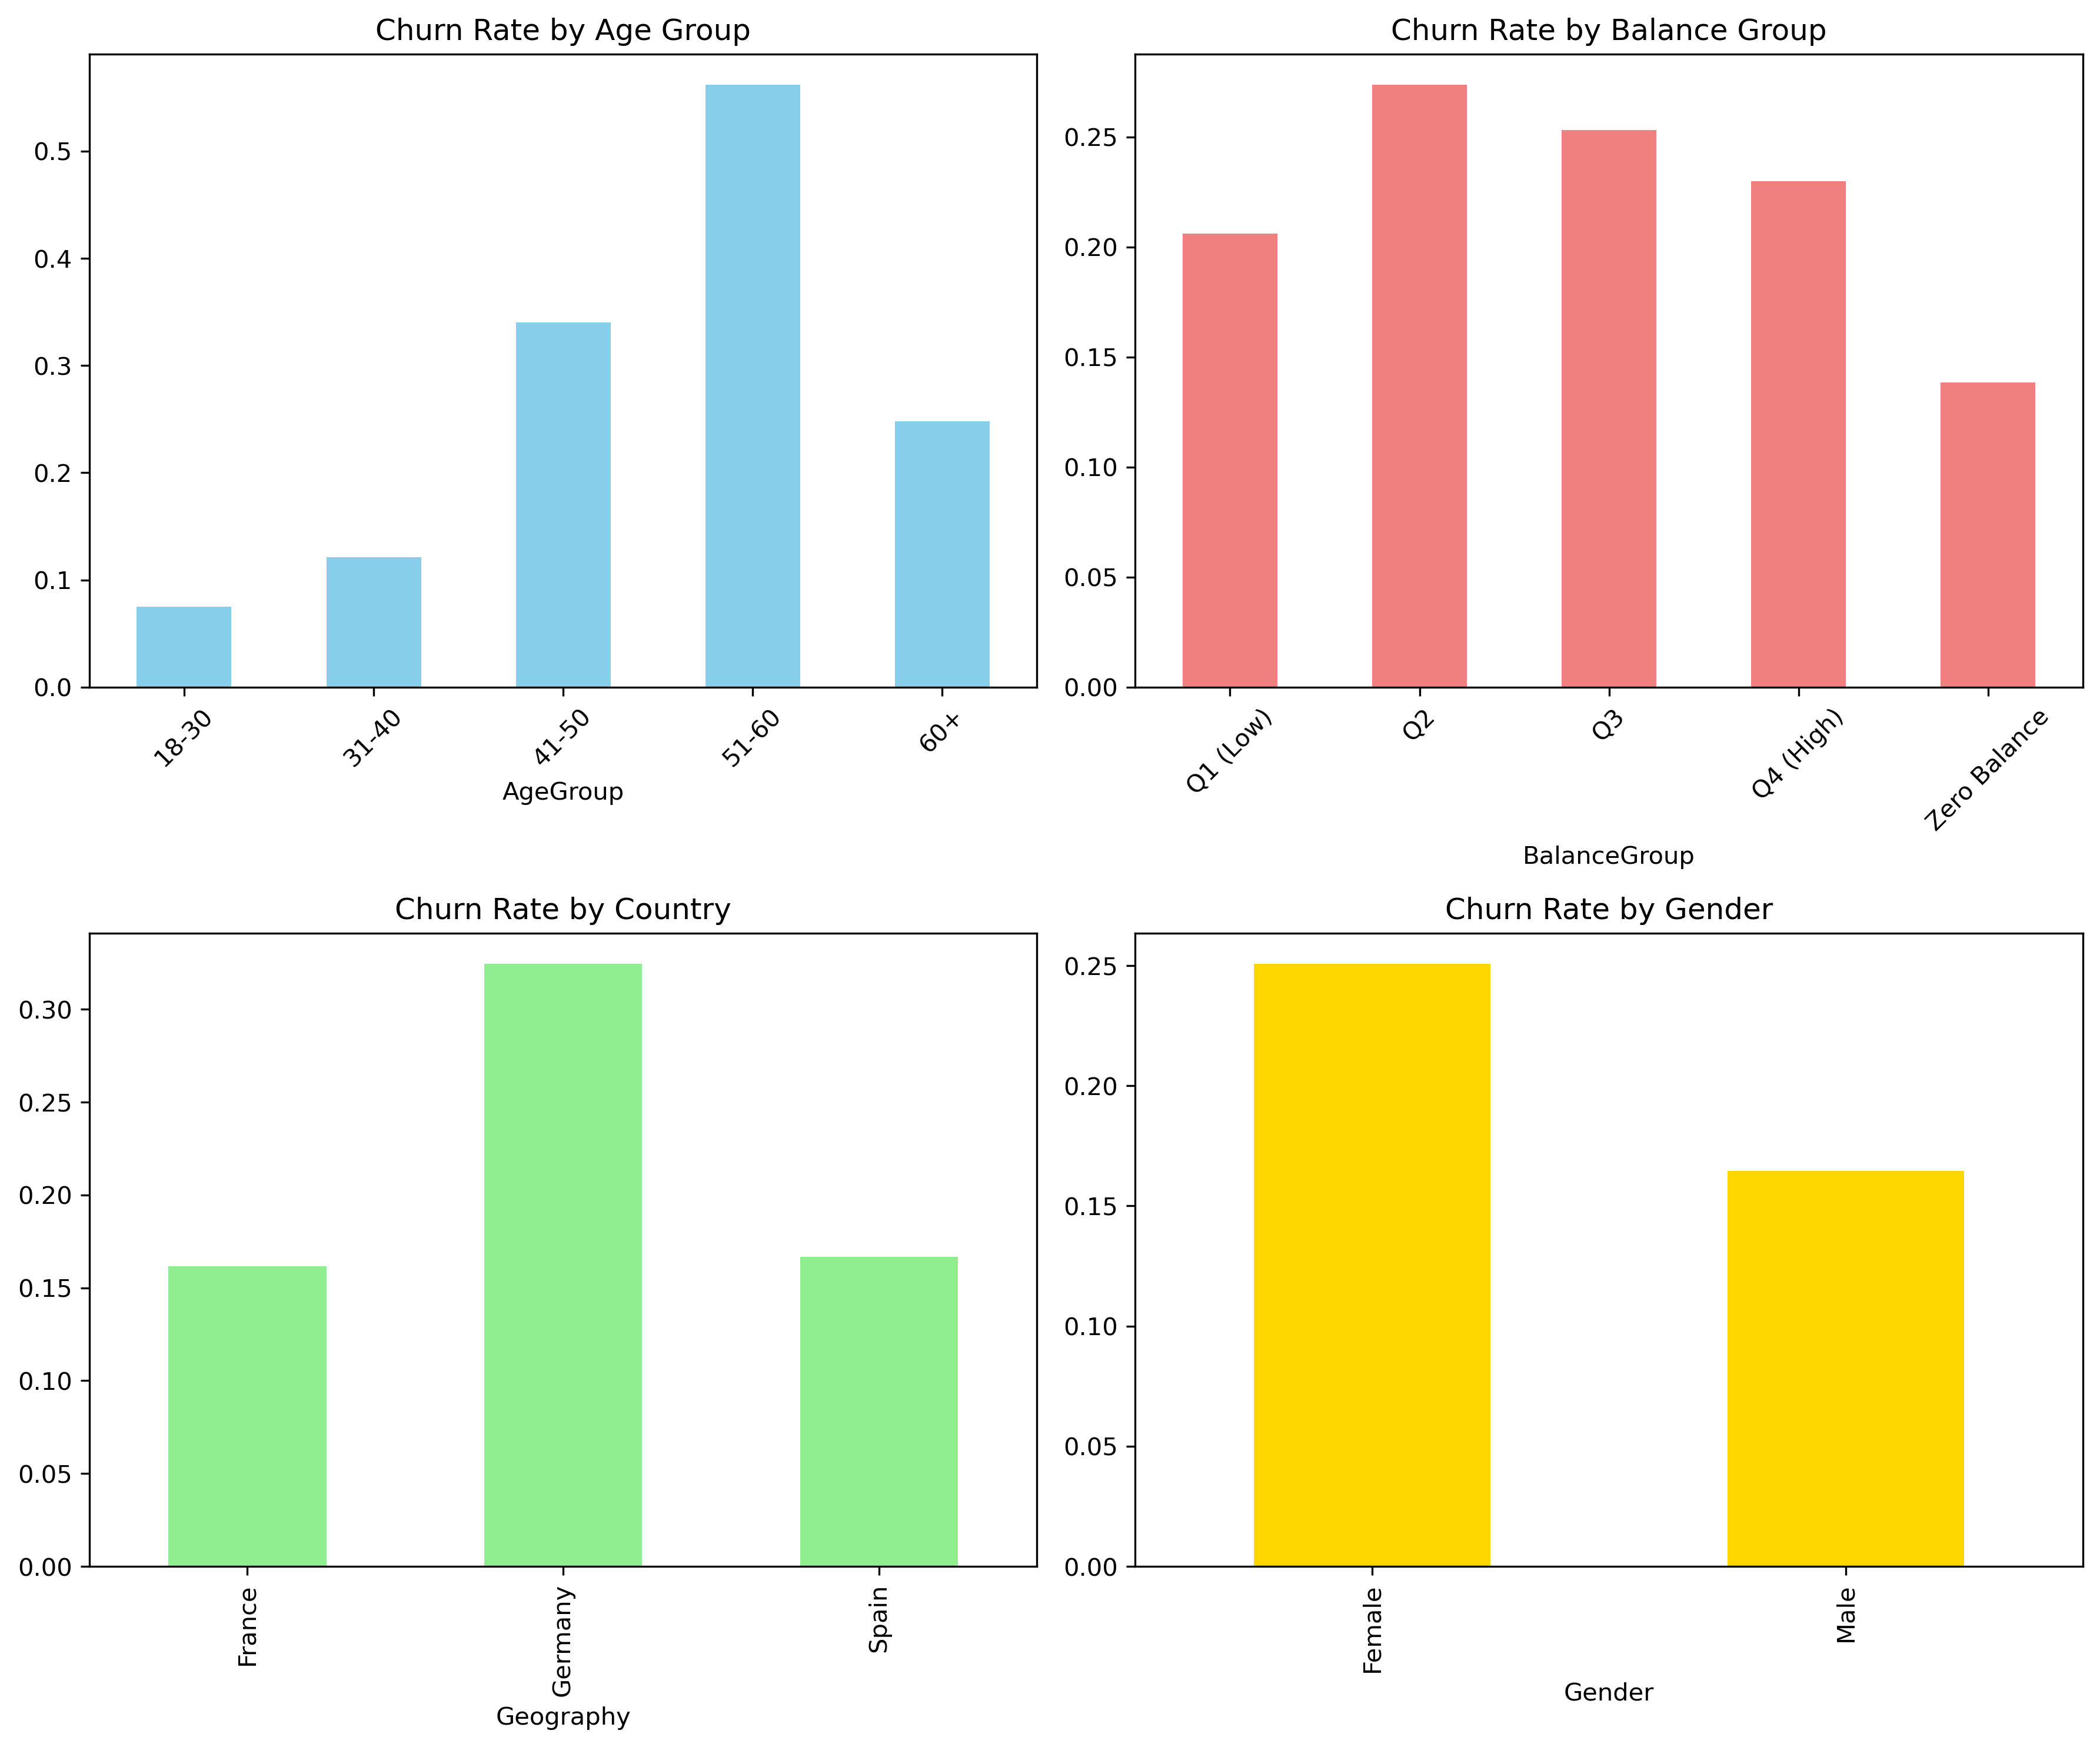 Churn Rate by Age Group
0.5
0.4
0.3
0.2
0.1
0.0
18-30
31-40
41-50
51-60
60+
AgeGroup
Churn Rate by Balance Group
0.25
0.20
0.15
0.10
0.05
0.00
Q1 (Low)
Q2
Q3
Q4 (High)
Zero Balance
BalanceGroup
Churn Rate by Country
0.30
0.25
0.20
0.15
0.10
0.05
0.00
France
Germany
Spain
Geography
Churn Rate by Gender
0.25
0.20
0.15
0.10
0.05
0.00
Female
Male
Gender